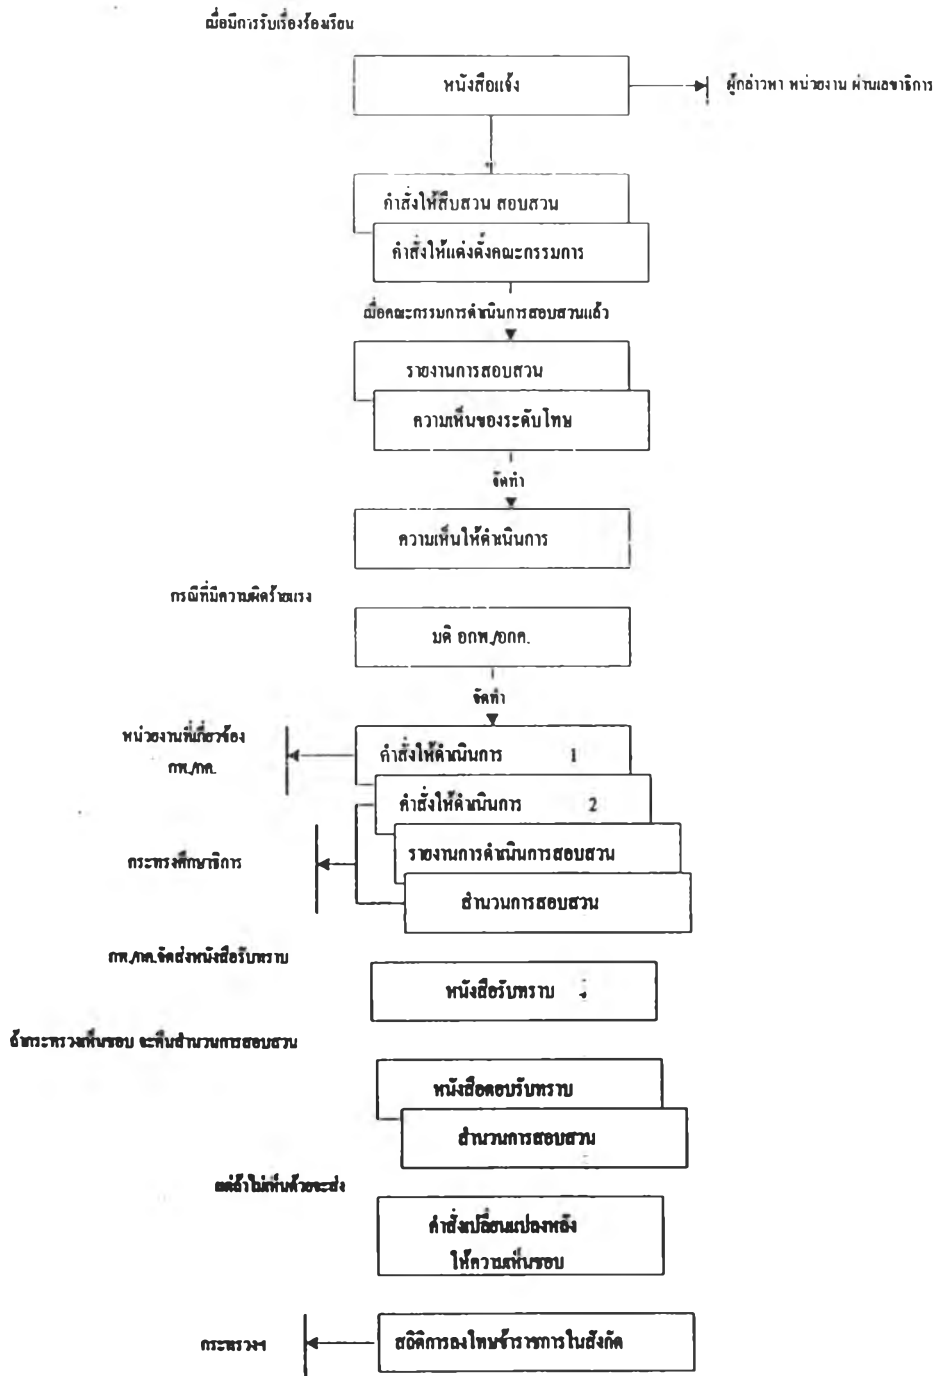 เมื่อมีการรับเรื่องร้องเรียน
หนังสือแจ้ง
ผู้กล่าวหา หน่วยงาน ผ่านเลขาธิการ
คำสั่งให้สืบสวน สอบสวน
คำสั่งให้แต่งตั้งคณะกรรมการ
เมื่อคณะกรรมการดำเนินการสอบสวนแล้ว
รายงานการสอบสวน
ความเห็นของระดับโทษ
จัดทำ
ความเห็นให้ดำเนินการ
กรณีที่มีความผิดร้ายแรง
มติ อกพ./อกค.
จัดทำ
หน่วยงานที่เกี่ยวข้อง
กพ./กค.
คำสั่งให้ดำเนินการ 1
คำสั่งให้ดำเนินการ 2
รายงานการดำเนินการสอบสวน
กระทรงศึกษาธิการ
สำนวนการสอบสวน
กพ./กค.จัดส่งหนังสือรับทราบ
หนังสือรับทราบ
ถ้ากระทรวงเห็นชอบ จะคืนสำนวนการสอบสวน
หนังสือตอบรับทราบ
สำนวนการสอบสวน
แต่ถ้าไม่เห็นด้วยจะส่ง
คำสั่งเปลี่ยนแปลงหลัง
ให้ความเห็นชอบ
กระทรวงฯ
สถิติการลงโทษข้าราชการในสังกัด